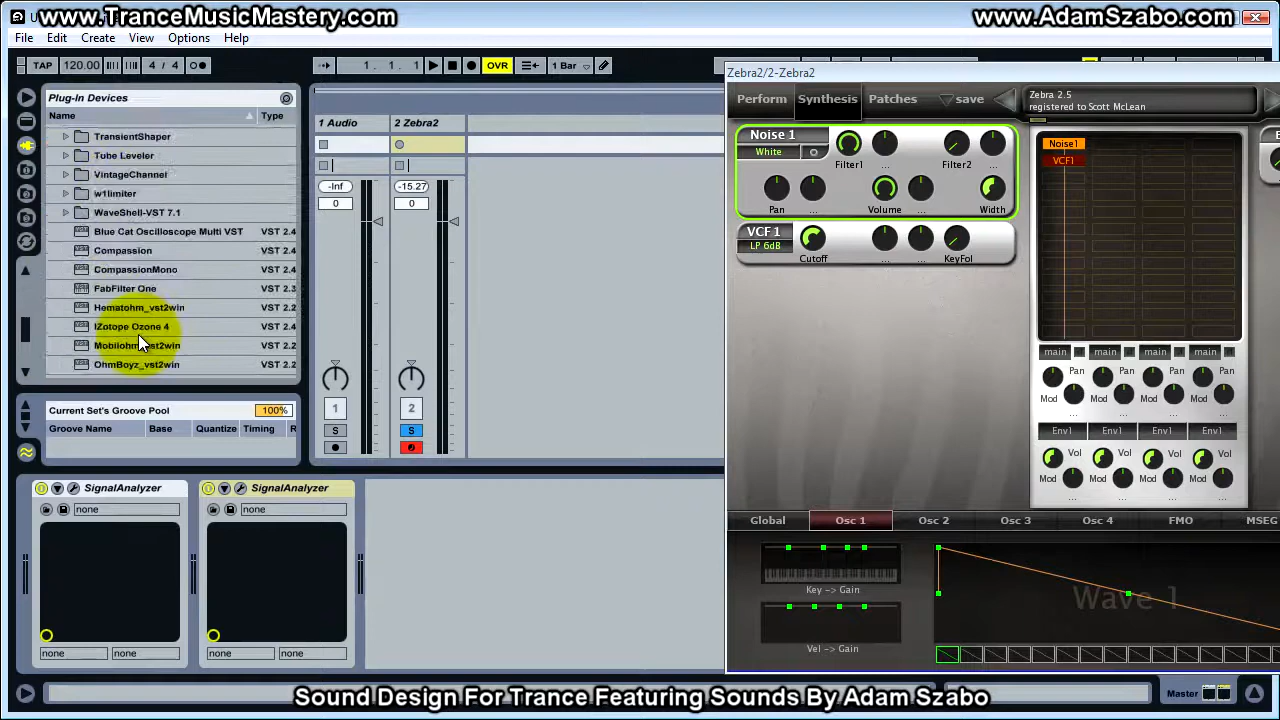 www.TranceMusicMastery.com
www.AdamSzabo.com
File Edit Create View Options Help
TAP 120.00 4 / 4 1. 1. 1 OVR 1 Bar
Plug-In Devices
Name Type
TransientShaper
Tube Leveler
VintageChannel
w1limiter
WaveShell-VST 7.1
Blue Cat Oscilloscope Multi VST VST 2.4
Compassion VST 2.4
CompassionMono VST 2.4
FabFilter One VST 2.3
Hematohm_vst2win VST 2.2
iZotope Ozone 4 VST 2.4
Mobilohm_vst2win VST 2.2
OhmBoyz_vst2win VST 2.2
Current Set's Groove Pool 100%
Groove Name Base Quantize Timing R
1 Audio 2 Zebra2
-Inf -15.27
0 0
1 2
S S
Zebra2/2-Zebra2
Perform Synthesis Patches save
Zebra 2.5
registered to Scott McLean
Noise 1
White
Filter1 ... Filter2 ...
Pan ... Volume ... Width
VCF 1
LP 6dB
Cutoff ... ... KeyFol
Noise1
VCF1
main main main main
Pan Pan Pan Pan
Mod Mod Mod Mod
... ... ... ...
Env1 Env1 Env1 Env1
Vol Vol Vol Vol
Mod Mod Mod Mod
... ... ... ...
Global Osc 1 Osc 2 Osc 3 Osc 4 FMO MSEG
Key -> Gain
Vel -> Gain
Wave 1
SignalAnalyzer SignalAnalyzer
none none
none none none none
Master
Sound Design For Trance Featuring Sounds By Adam Szabo